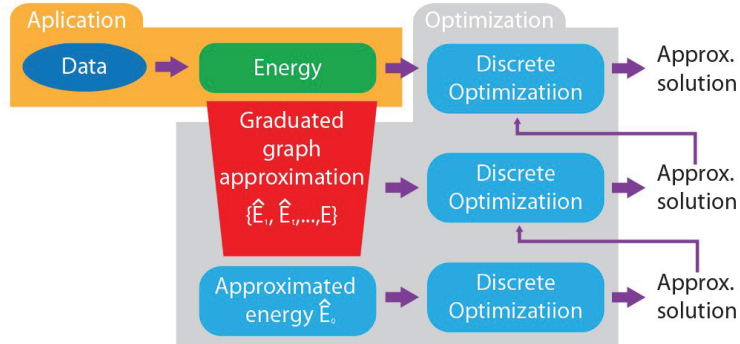 Aplication
Optimization
Data
Energy
Discrete
Optimizatiion
Approx.
solution
Graduated
graph
approximation
{Ê₁, Êₜ,...,E}
Discrete
Optimizatiion
Approx.
solution
Approximated
energy Ê₀
Discrete
Optimizatiion
Approx.
solution